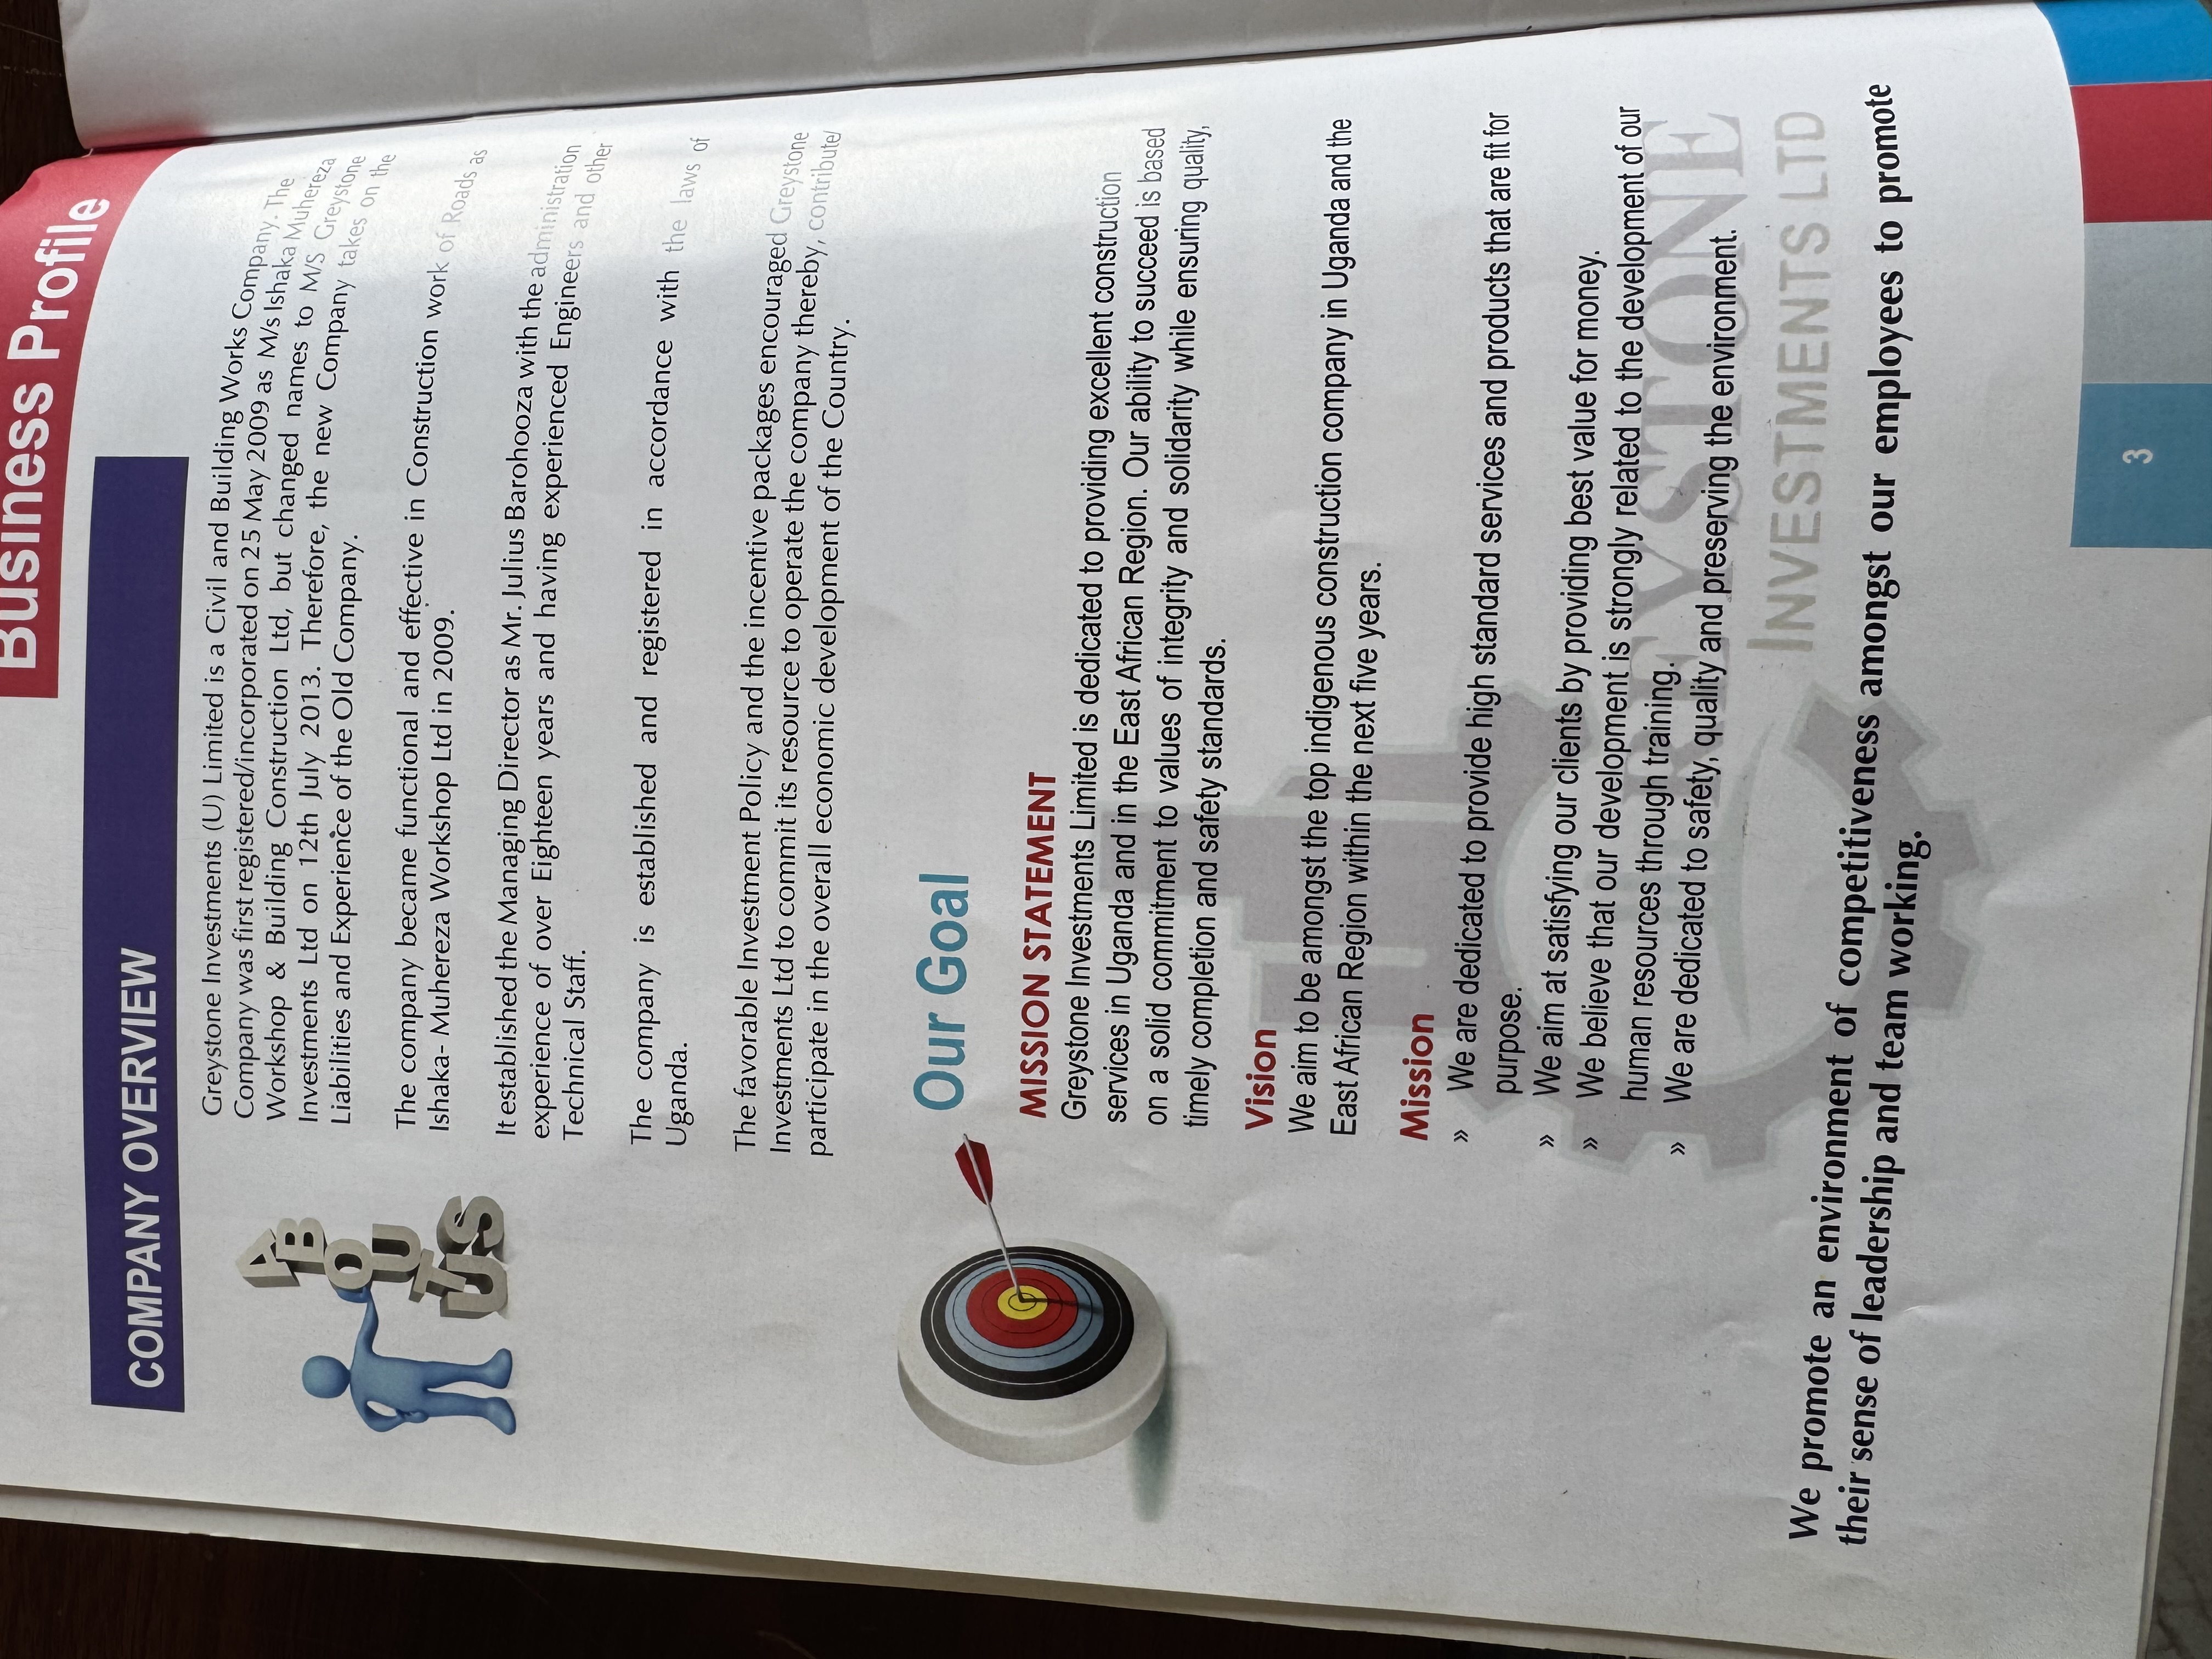 Business Profile
COMPANY OVERVIEW
ABOUT
US
Greystone Investments (U) Limited is a Civil and Building Works Company. The
Company was first registered/incorporated on 25 May 2009 as M/s Ishaka Muhereza
Workshop & Building Construction Ltd, but changed names to M/S Greystone
Investments Ltd on 12th July 2013. Therefore, the new Company takes on the
Liabilities and Experience of the Old Company.
The company became functional and effective in Construction work of Roads as
Ishaka- Muhereza Workshop Ltd in 2009.
It established the Managing Director as Mr. Julius Barohooza with the administration
experience of over Eighteen years and having experienced Engineers and other
Technical Staff.
The company is established and registered in accordance with the laws of
Uganda.
The favorable Investment Policy and the incentive packages encouraged Greystone
Investments Ltd to commit its resource to operate the company thereby, contribute/
participate in the overall economic development of the Country.
Our Goal
MISSION STATEMENT
Greystone Investments Limited is dedicated to providing excellent construction
services in Uganda and in the East African Region. Our ability to succeed is based
on a solid commitment to values of integrity and solidarity while ensuring quality,
timely completion and safety standards.
Vision
We aim to be amongst the top indigenous construction company in Uganda and the
East African Region within the next five years.
Mission
» We are dedicated to provide high standard services and products that are fit for
purpose.
» We aim at satisfying our clients by providing best value for money.
» We believe that our development is strongly related to the development of our
human resources through training.
» We are dedicated to safety, quality and preserving the environment.
GREYSTONE
INVESTMENTS LTD
We promote an environment of competitiveness amongst our employees to promote
their sense of leadership and team working.
3